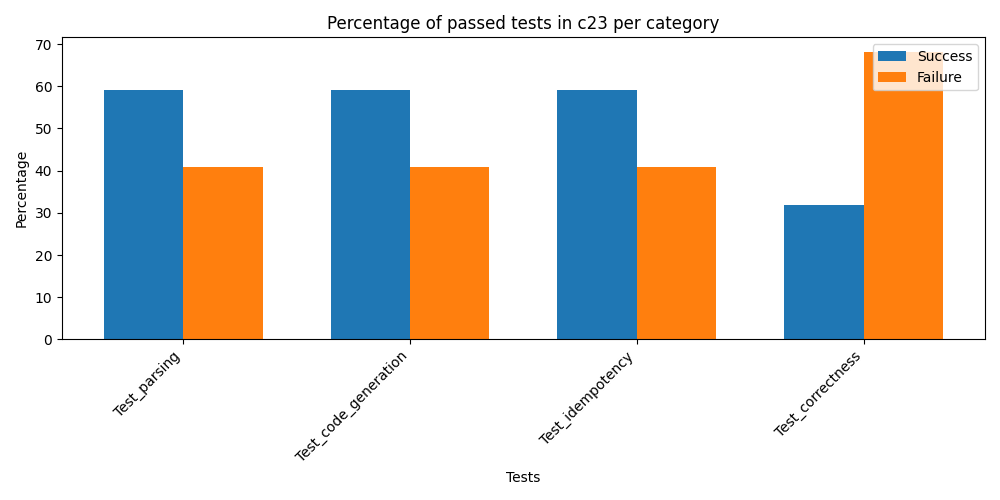 Percentage of passed tests in c23 per category
Success
Failure
Percentage
70
60
50
40
30
20
10
0
Test_parsing
Test_code_generation
Test_idempotency
Test_correctness
Tests